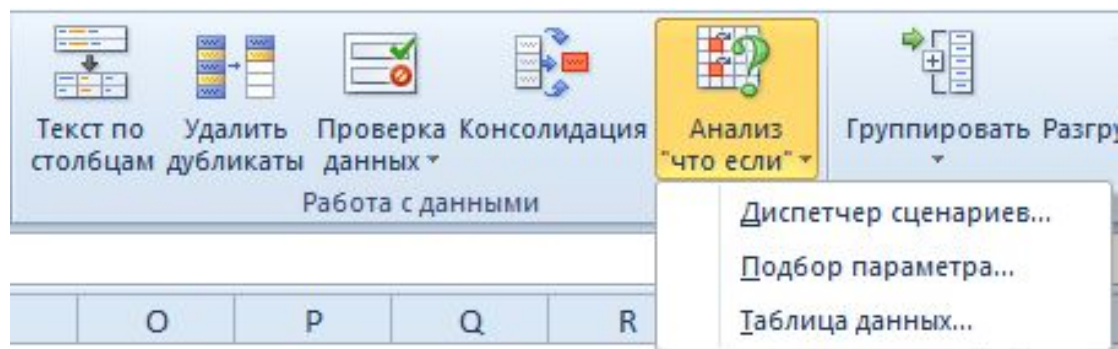 Текст по столбцам
Удалить дубликаты
Проверка данных
Консолидация
Анализ "что если"
Группировать
Разгру
Работа с данными
Диспетчер сценариев...
Подбор параметра...
Таблица данных...
O P Q R